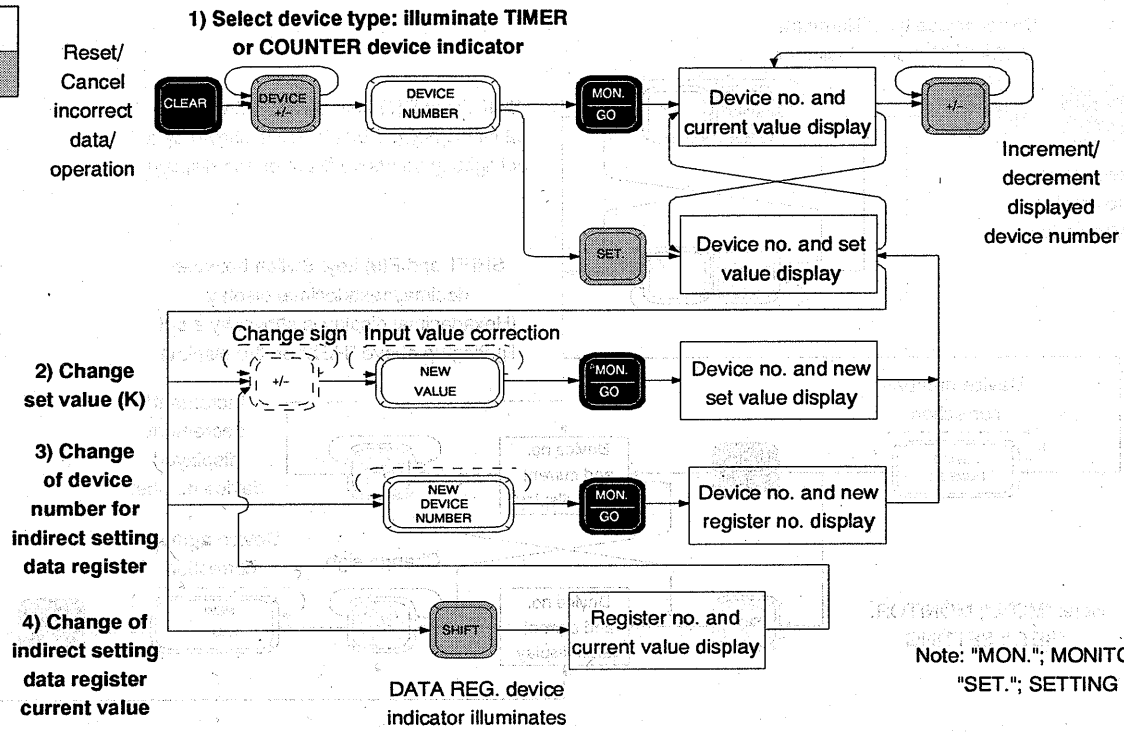 1) Select device type: illuminate TIMER
or COUNTER device indicator
Reset/
Cancel
incorrect
data/
operation
CLEAR
DEVICE
+/-
DEVICE
NUMBER
MON.
GO
Device no. and
current value display
+/-
Increment/
decrement
displayed
device number
SET.
Device no. and set
value display
Change sign
Input value correction
2) Change
set value (K)
+/-
NEW
VALUE
MON.
GO
Device no. and new
set value display
3) Change
of device
number for
indirect setting
data register
NEW
DEVICE
NUMBER
MON.
GO
Device no. and new
register no. display
4) Change of
indirect setting
data register
current value
SHIFT
Register no. and
current value display
DATA REG. device
indicator illuminates
Note: "MON."; MONITO
"SET."; SETTING